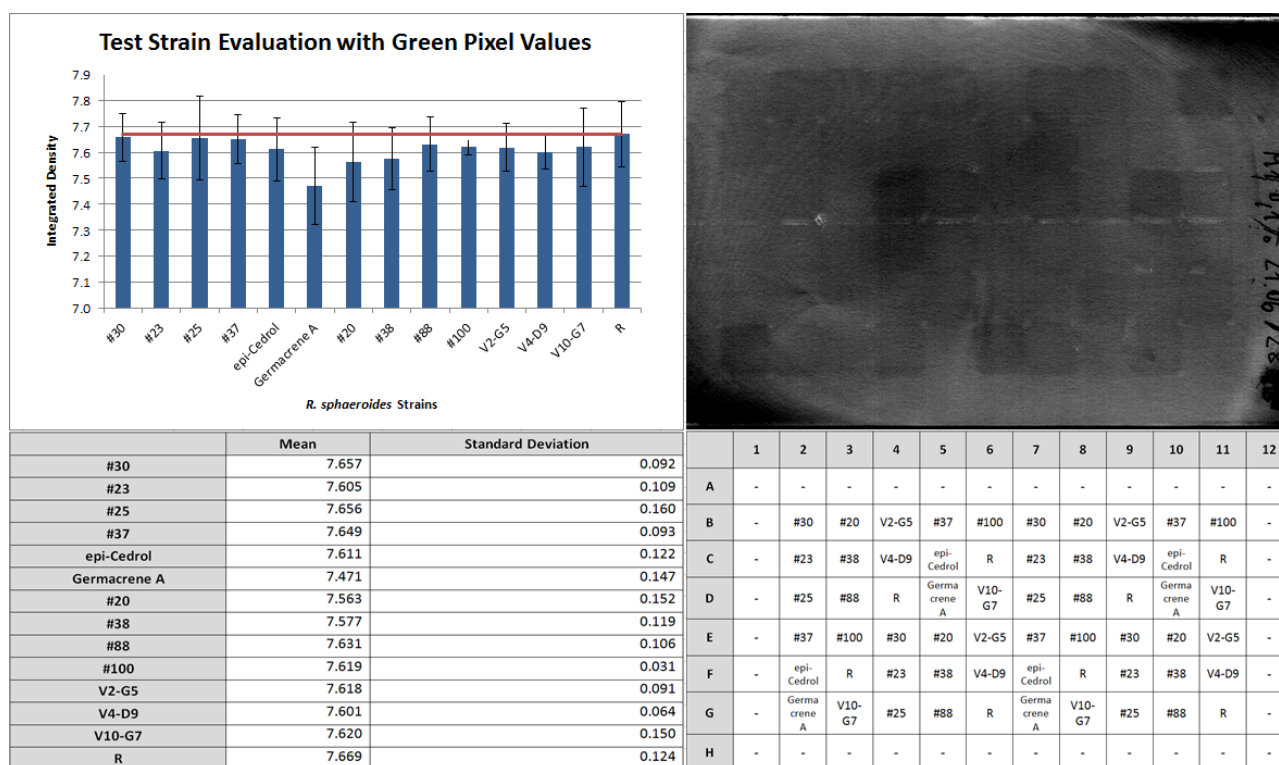 Test Strain Evaluation with Green Pixel Values
Integrated Density
7.9
7.8
7.7
7.6
7.5
7.4
7.3
7.2
7.1
7.0
#30 #23 #25 #37 epi-Cedrol Germacrene A #20 #38 #88 #100 V2-G5 V4-D9 V10-G7 R
R. sphaeroides Strains
Mean Standard Deviation
#30 7.657 0.092
#23 7.605 0.109
#25 7.656 0.160
#37 7.649 0.093
epi-Cedrol 7.611 0.122
Germacrene A 7.471 0.147
#20 7.563 0.152
#38 7.577 0.119
#88 7.631 0.106
#100 7.619 0.031
V2-G5 7.618 0.091
V4-D9 7.601 0.064
V10-G7 7.620 0.150
R 7.669 0.124
1 2 3 4 5 6 7 8 9 10 11 12
A - - - - - - - - - - - -
B - #30 #20 V2-G5 #37 #100 #30 #20 V2-G5 #37 #100 -
C - #23 #38 V4-D9 epi-Cedrol R #23 #38 V4-D9 epi-Cedrol R -
D - #25 #88 R Germacrene A V10-G7 #25 #88 R Germacrene A V10-G7 -
E - #37 #100 #30 #20 V2-G5 #37 #100 #30 #20 V2-G5 -
F - epi-Cedrol R #23 #38 V4-D9 epi-Cedrol R #23 #38 V4-D9 -
G - Germacrene A V10-G7 #25 #88 R Germacrene A V10-G7 #25 #88 R -
H - - - - - - - - - - - -